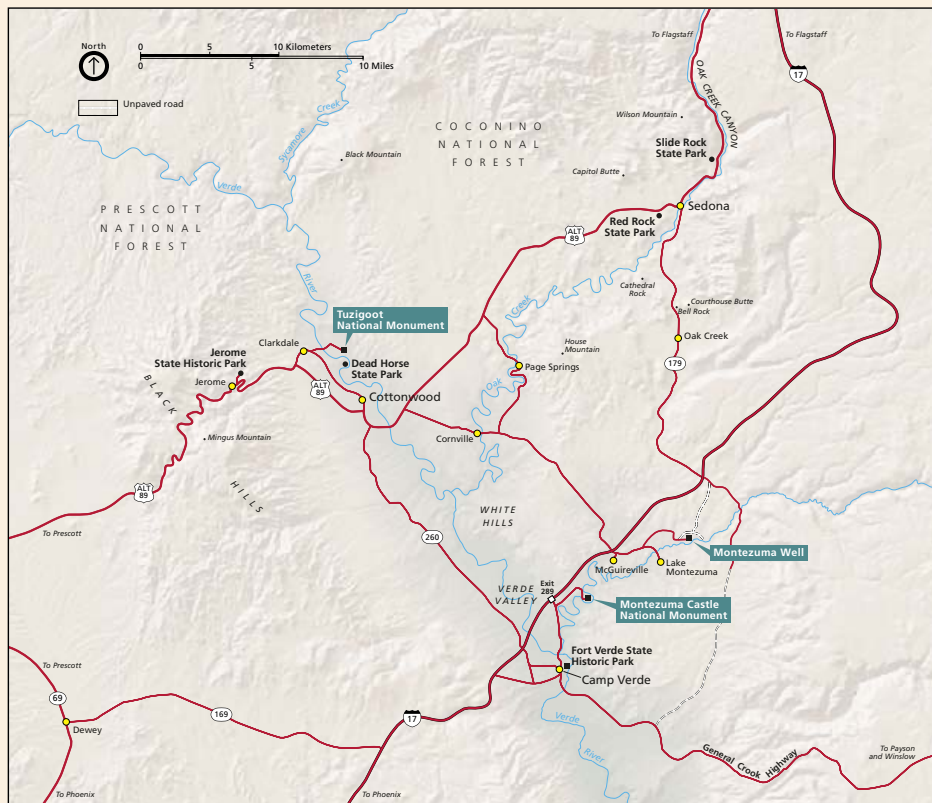 North
0
5
10 Kilometers
0
5
10 Miles
Unpaved road
To Flagstaff
To Flagstaff
17
OAK CREEK CANYON
Wilson Mountain
Slide Rock
State Park
Capitol Butte
COCONINO
NATIONAL
FOREST
Sycamore
Creek
Black Mountain
Verde
PRESCOTT
NATIONAL
FOREST
Sedona
Red Rock
State Park
ALT
89
River
Cathedral
Rock
Courthouse Butte
Bell Rock
Creek
Tuzigoot
National Monument
Oak Creek
Clarkdale
House
Mountain
Jerome
State Historic Park
Dead Horse
State Park
Page Springs
179
Jerome
ALT
89
Oak
Cottonwood
BLACK
Cornville
Mingus Mountain
ALT
89
HILLS
WHITE
HILLS
To Prescott
260
Montezuma Well
McGuireville
Lake
Montezuma
VERDE
VALLEY
Exit
289
Montezuma Castle
National Monument
Fort Verde State
Historic Park
Camp Verde
To Prescott
69
169
Dewey
17
Verde
River
General Crook Highway
To Payson
and Winslow
To Phoenix
To Phoenix